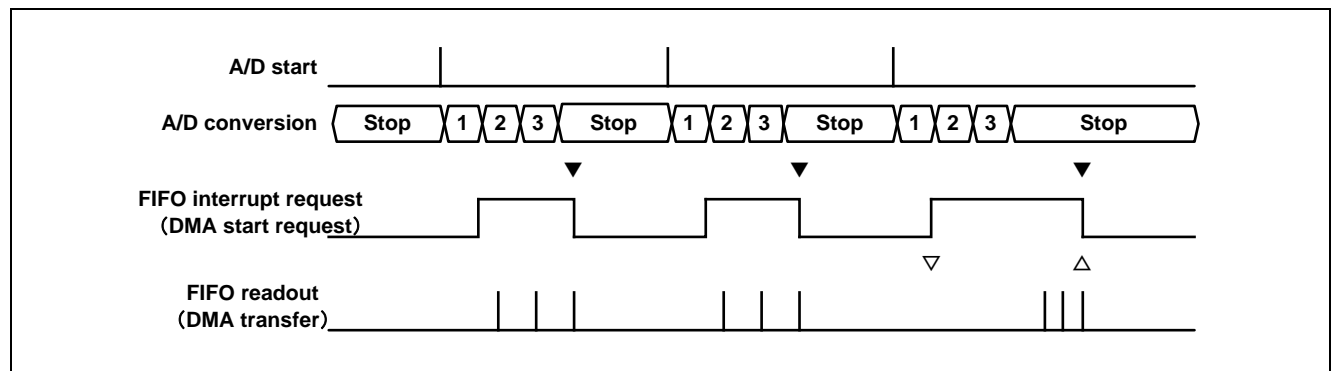 A/D start
A/D conversion Stop 1 2 3 Stop 1 2 3 Stop 1 2 3 Stop
FIFO interrupt request
（DMA start request）
FIFO readout
（DMA transfer）